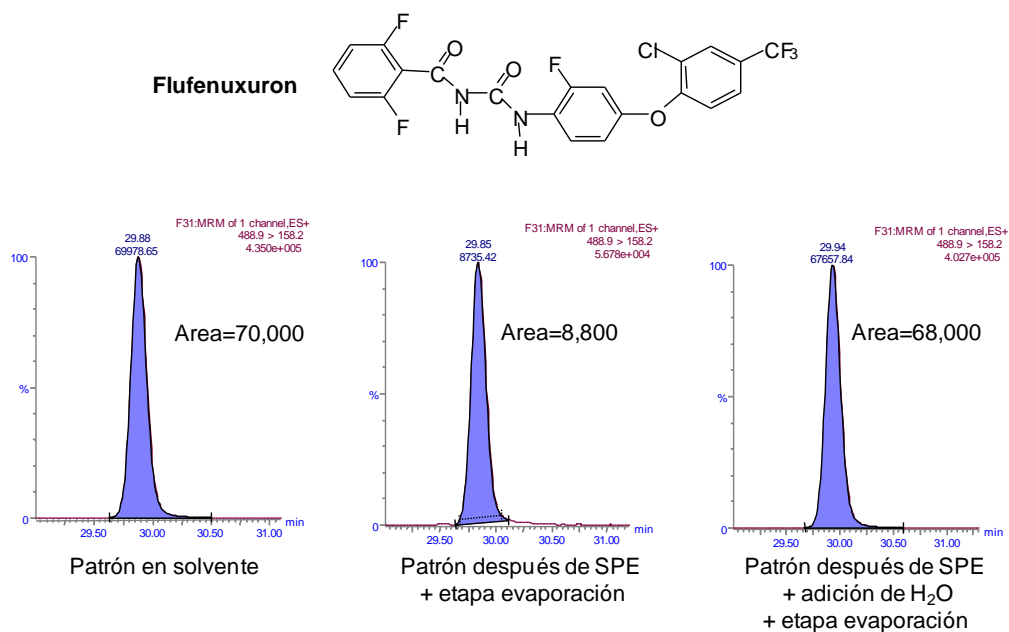 Flufenuxuron
F
F
C
O
N
H
C
O
N
H
F
O
Cl
CF₃
F31:MRM of 1 channel,ES+
488.9 > 158.2
4.350e+005
29.88
69978.65
100
%
0
Area=70,000
29.50 30.00 30.50 31.00
min
Patrón en solvente
F31:MRM of 1 channel,ES+
488.9 > 158.2
5.678e+004
29.85
8735.42
100
%
0
Area=8,800
29.50 30.00 30.50 31.00
min
Patrón después de SPE
+ etapa evaporación
F31:MRM of 1 channel,ES+
488.9 > 158.2
4.027e+005
29.94
67657.84
100
%
0
Area=68,000
29.50 30.00 30.50 31.00
min
Patrón después de SPE
+ adición de H₂O
+ etapa evaporación